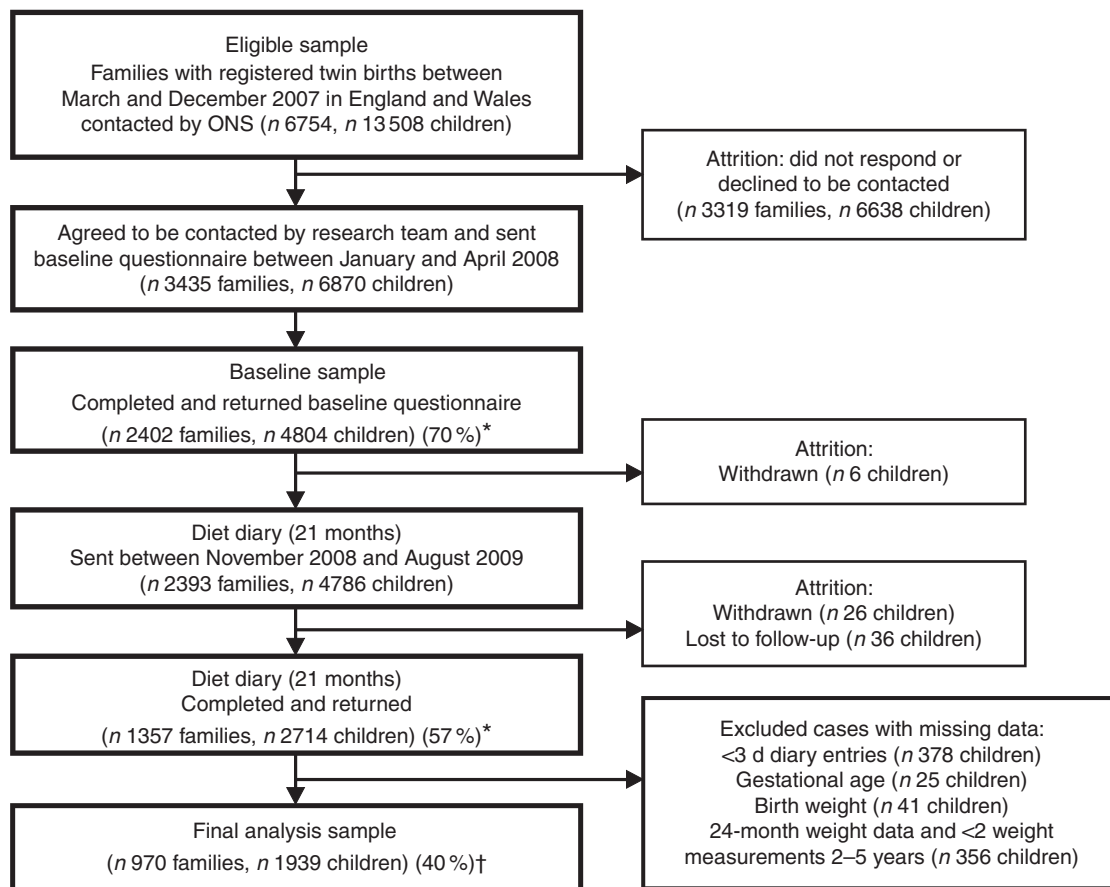 Eligible sample
Families with registered twin births between
March and December 2007 in England and Wales
contacted by ONS (n 6754, n 13 508 children)
Attrition: did not respond or
declined to be contacted
(n 3319 families, n 6638 children)
Agreed to be contacted by research team and sent
baseline questionnaire between January and April 2008
(n 3435 families, n 6870 children)
Baseline sample
Completed and returned baseline questionnaire
(n 2402 families, n 4804 children) (70 %)*
Attrition:
Withdrawn (n 6 children)
Diet diary (21 months)
Sent between November 2008 and August 2009
(n 2393 families, n 4786 children)
Attrition:
Withdrawn (n 26 children)
Lost to follow-up (n 36 children)
Diet diary (21 months)
Completed and returned
(n 1357 families, n 2714 children) (57 %)*
Excluded cases with missing data:
<3 d diary entries (n 378 children)
Gestational age (n 25 children)
Birth weight (n 41 children)
24-month weight data and <2 weight
measurements 2–5 years (n 356 children)
Final analysis sample
(n 970 families, n 1939 children) (40 %)†